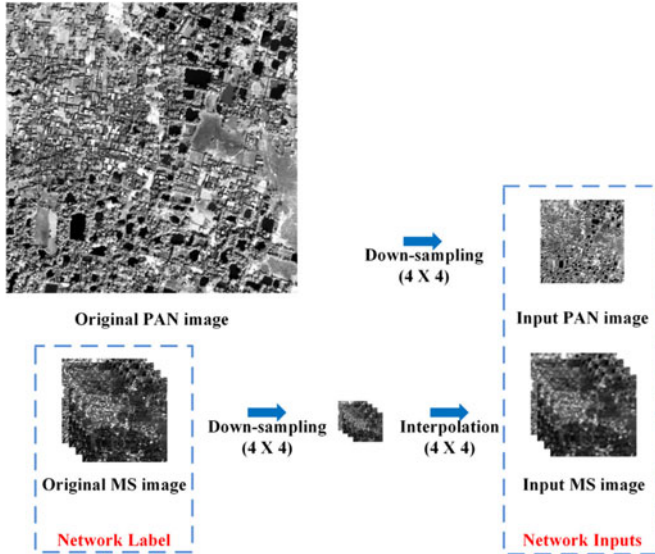 Down-sampling
(4 X 4)
Original PAN image
Input PAN image
Down-sampling
(4 X 4)
Interpolation
(4 X 4)
Original MS image
Input MS image
Network Label
Network Inputs